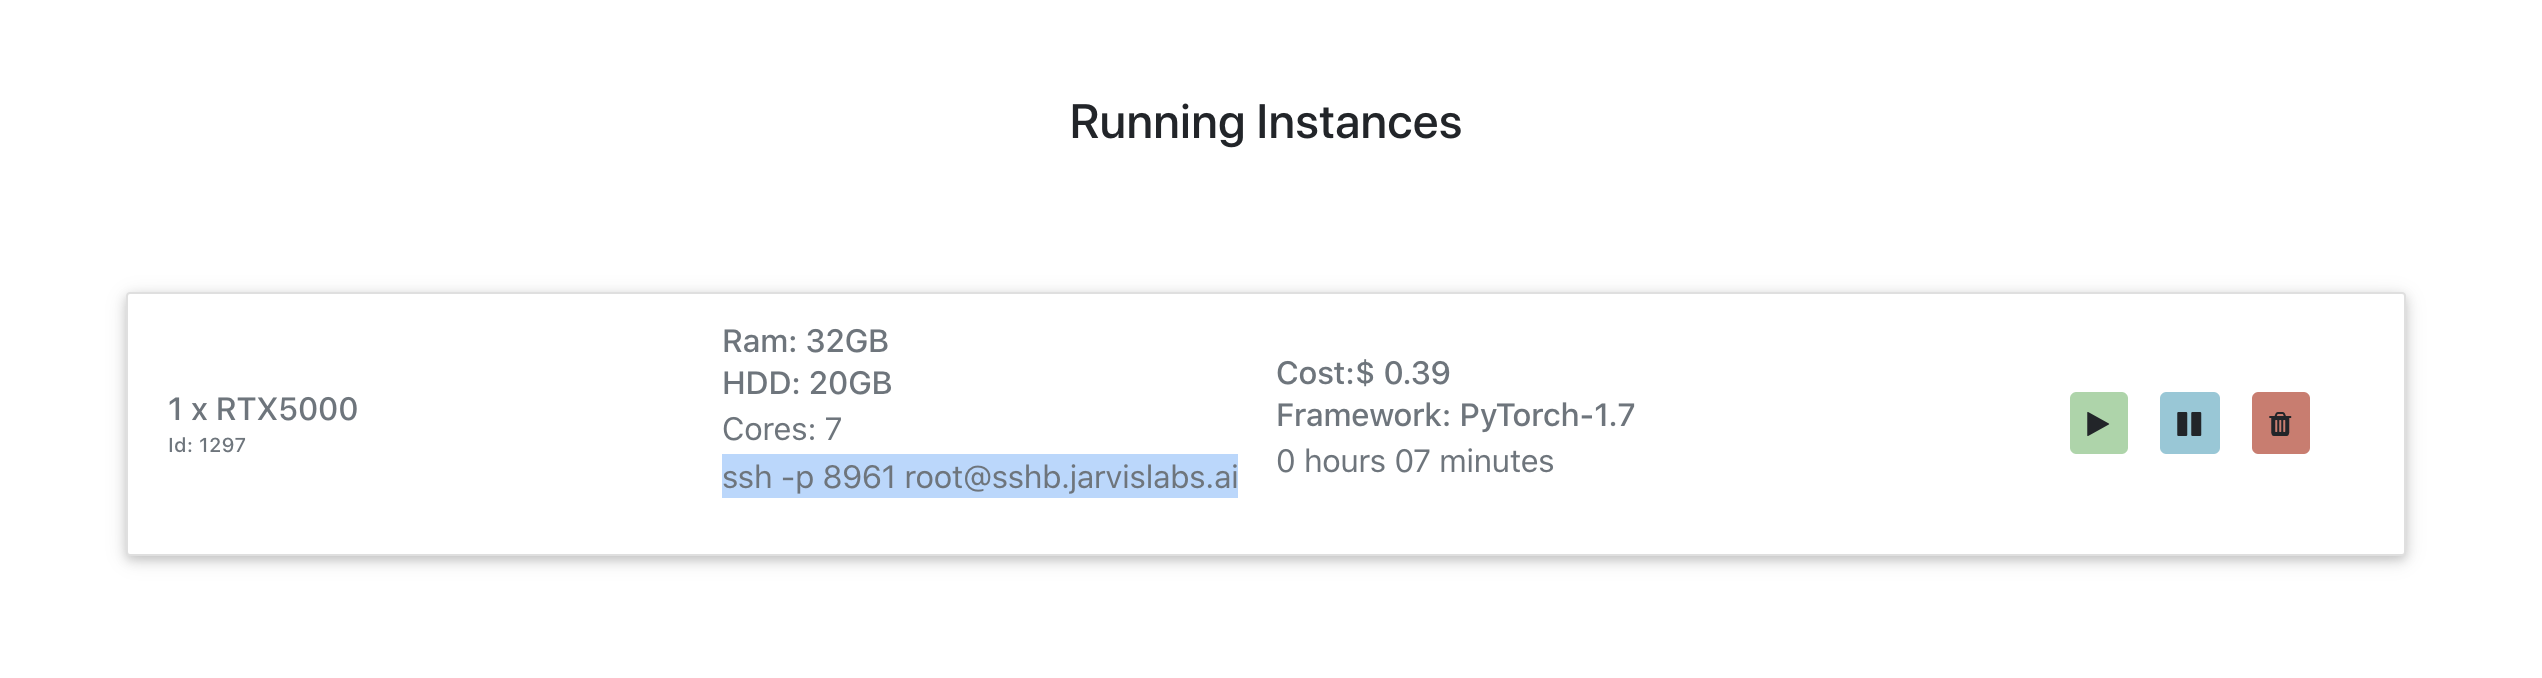 Running Instances
1 x RTX5000
Id: 1297
Ram: 32GB
HDD: 20GB
Cores: 7
ssh -p 8961 root@sshb.jarvislabs.ai
Cost:$ 0.39
Framework: PyTorch-1.7
0 hours 07 minutes